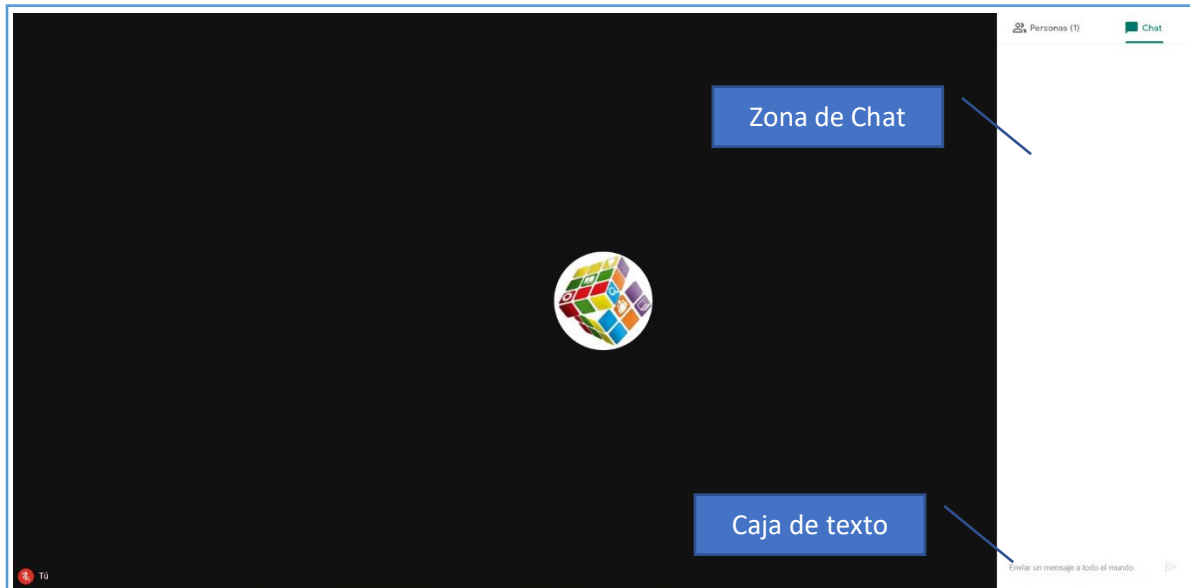 Personas (1) Chat
Zona de Chat
Caja de texto
Enviar un mensaje a todo el mundo
Tú